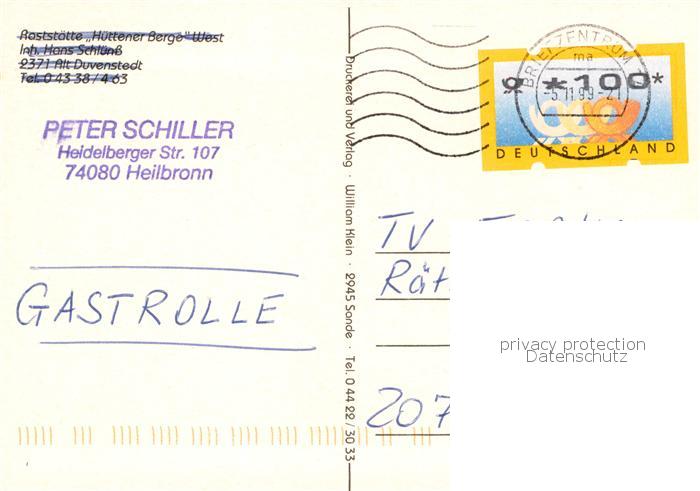 Raststätte „Hüttener Berge" West
Inh. Hans Schlüß
2371 Alt Duvenstedt
Tel. 0 43 38 / 4 63
PETER SCHILLER
Heidelberger Str. 107
74080 Heilbronn
GASTROLLE
Druckerei und Verlag · William Klein · 2945 Sande · Tel. 0 44 22 / 30 33
BRIEFZENTRUM
ma
-5.11.99-21
*100*
DEUTSCHLAND
TV
Rät
207
privacy protection
Datenschutz